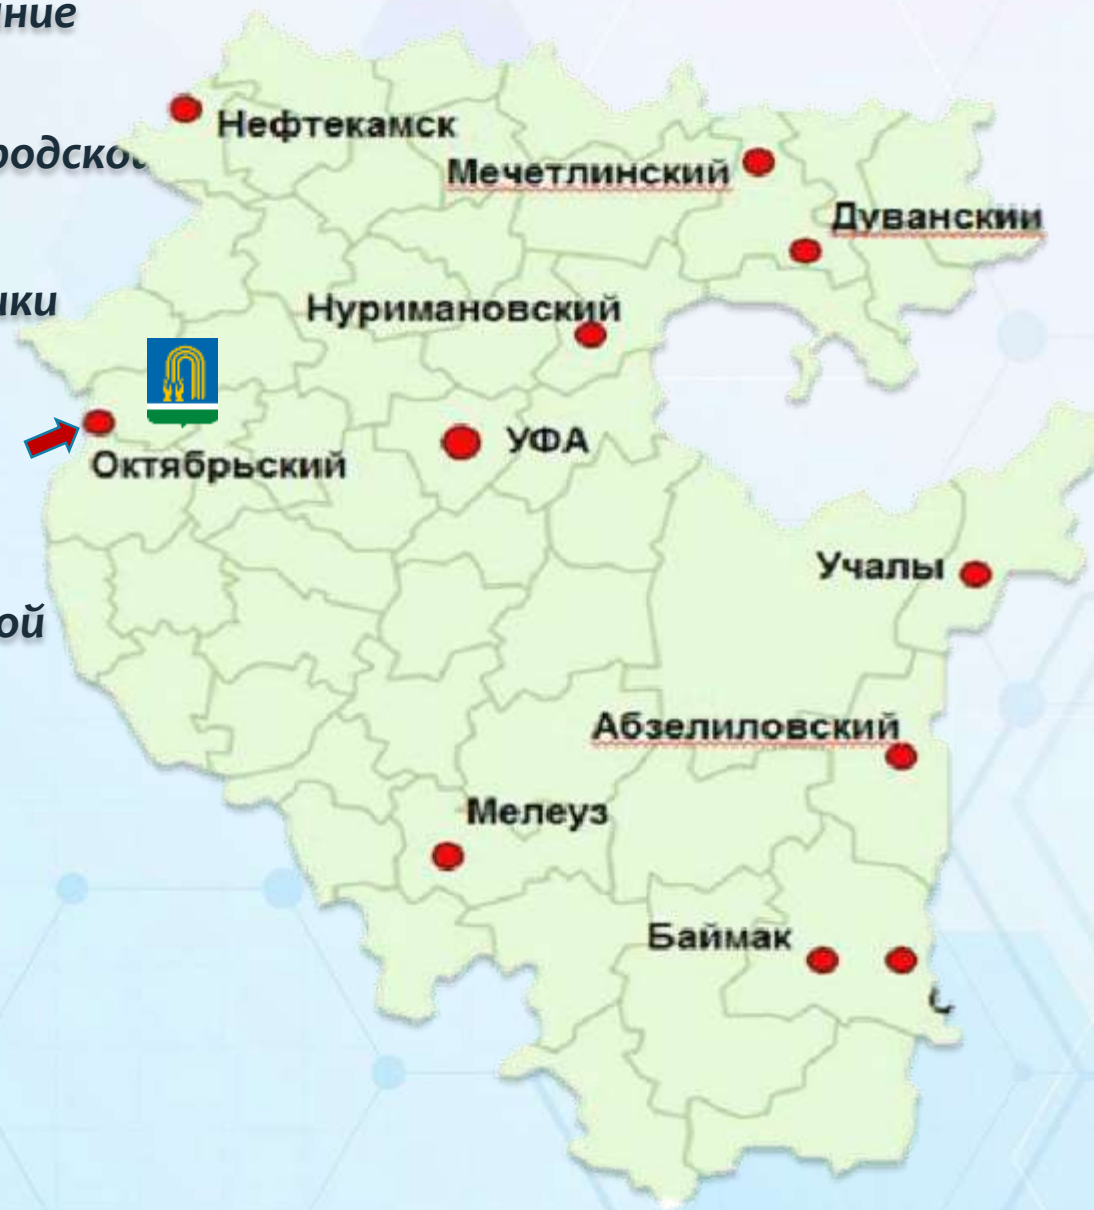 Нефтекамск
Мечетлинский
Дуванский
Нуримановский
УФА
Октябрьский
Учалы
Абзелиловский
Мелеуз
Баймак